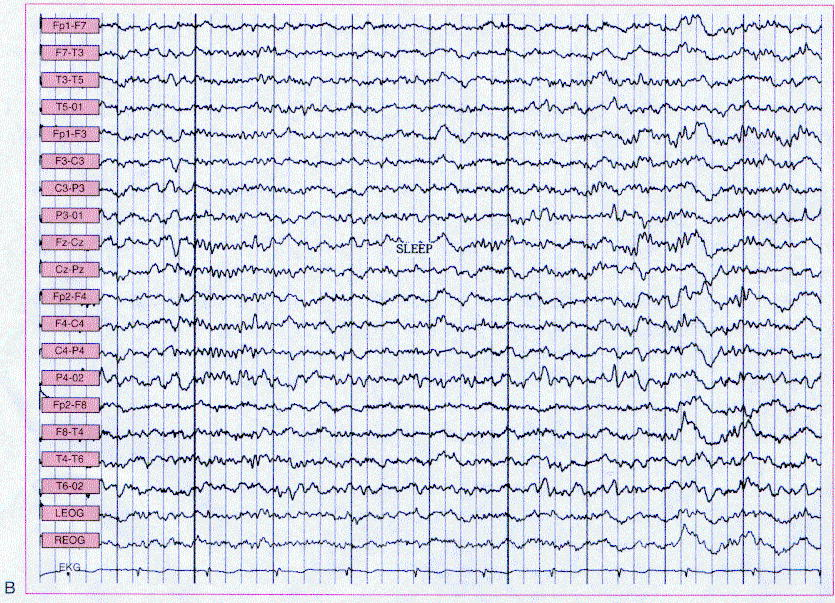 Fp1-F7
F7-T3
T3-T5
T5-01
Fp1-F3
F3-C3
C3-P3
P3-01
Fz-Cz
SLEEP
Cz-Pz
Fp2-F4
F4-C4
C4-P4
P4-02
Fp2-F8
F8-T4
T4-T6
T6-02
LEOG
REOG
EKG
B